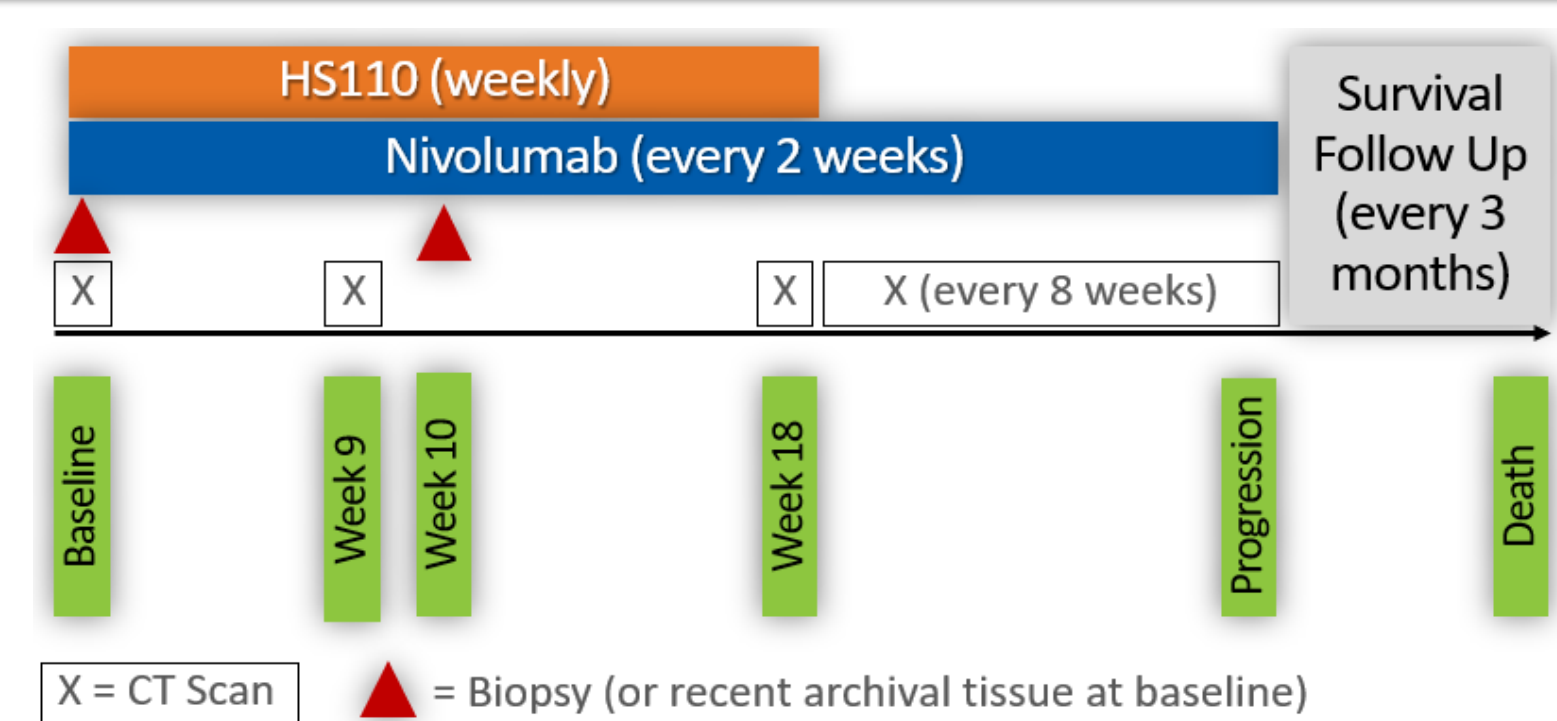 HS110 (weekly)
Nivolumab (every 2 weeks)
Survival
Follow Up
(every 3
months)
X
X
X
X (every 8 weeks)
Baseline
Week 9
Week 10
Week 18
Progression
Death
X = CT Scan
= Biopsy (or recent archival tissue at baseline)